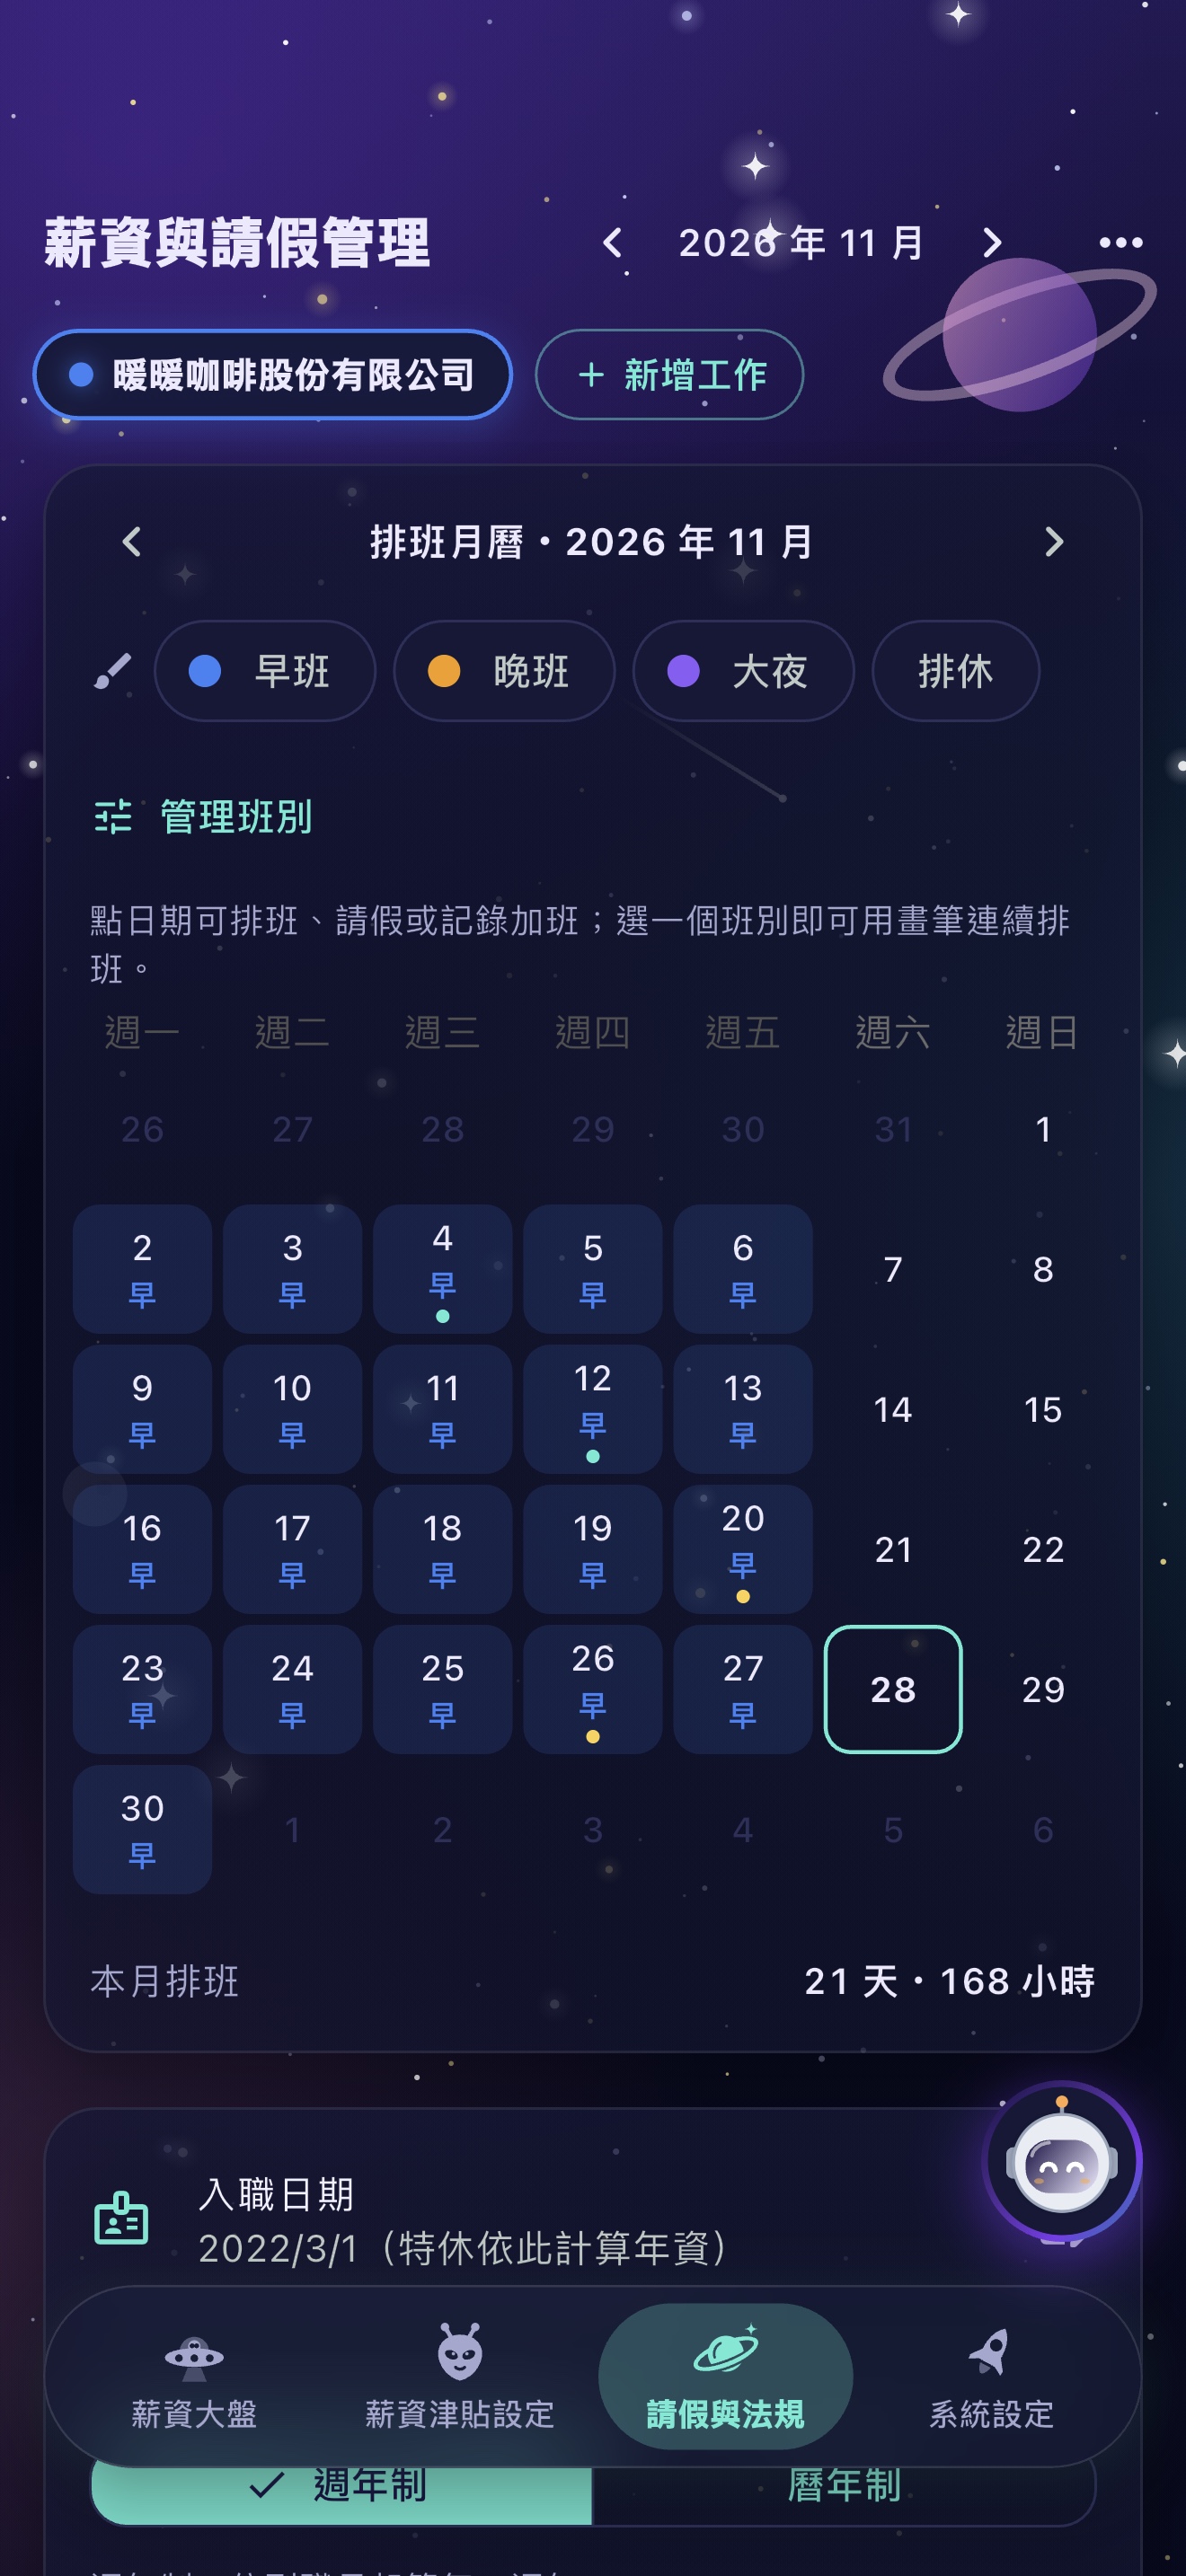 薪資與請假管理
2026 年 11 月
暖暖咖啡股份有限公司
新增工作
排班月曆・2026 年 11 月
早班 晚班 大夜 排休
管理班別
點日期可排班、請假或記錄加班；選一個班別即可用畫筆連續排
班。
週一 週二 週三 週四 週五 週六 週日
26 27 28 29 30 31 1
2 3 4 5 6 7 8
早 早 早 早 早
9 10 11 12 13 14 15
早 早 早 早 早
16 17 18 19 20 21 22
早 早 早 早 早
23 24 25 26 27 28 29
早 早 早 早 早
30 1 2 3 4 5 6
早
本月排班 21 天・168 小時
入職日期
2022/3/1（特休依此計算年資）
薪資大盤 薪資津貼設定 請假與法規 系統設定
週年制 曆年制